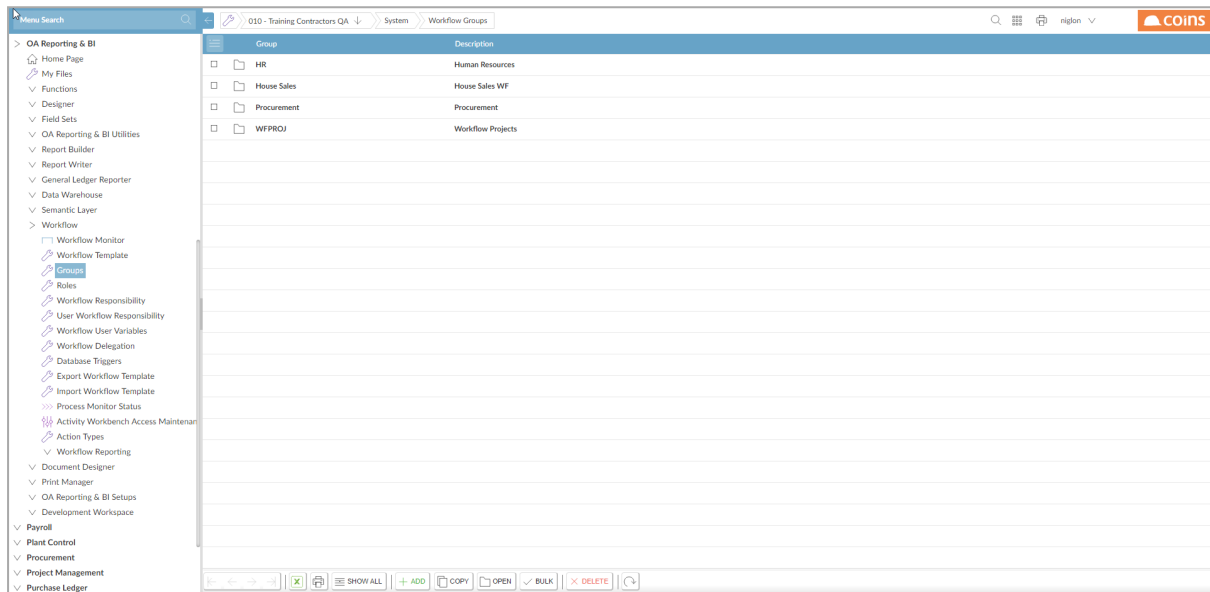 Menu Search
010 - Training Contractors QA
System
Workflow Groups
niglon
coins
OA Reporting & BI
Home Page
My Files
Functions
Designer
Field Sets
OA Reporting & BI Utilities
Report Builder
Report Writer
General Ledger Reporter
Data Warehouse
Semantic Layer
Workflow
Workflow Monitor
Workflow Template
Groups
Roles
Workflow Responsibility
User Workflow Responsibility
Workflow User Variables
Workflow Delegation
Database Triggers
Export Workflow Template
Import Workflow Template
Process Monitor Status
Activity Workbench Access Maintenan
Action Types
Workflow Reporting
Document Designer
Print Manager
OA Reporting & BI Setups
Development Workspace
Payroll
Plant Control
Procurement
Project Management
Purchase Ledger
Group Description
HR Human Resources
House Sales House Sales WF
Procurement Procurement
WFPROJ Workflow Projects
SHOW ALL ADD COPY OPEN BULK DELETE